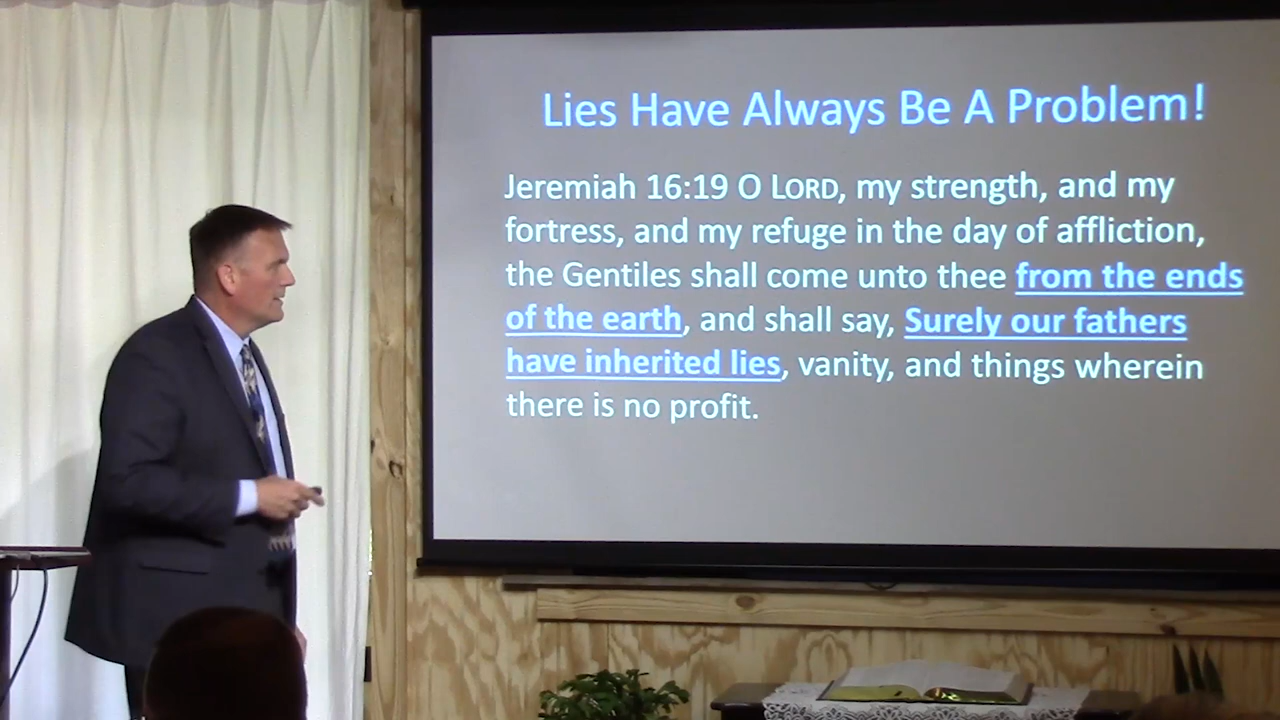 Lies Have Always Be A Problem!
Jeremiah 16:19 O LORD, my strength, and my
fortress, and my refuge in the day of affliction,
the Gentiles shall come unto thee from the ends
of the earth, and shall say, Surely our fathers
have inherited lies, vanity, and things wherein
there is no profit.